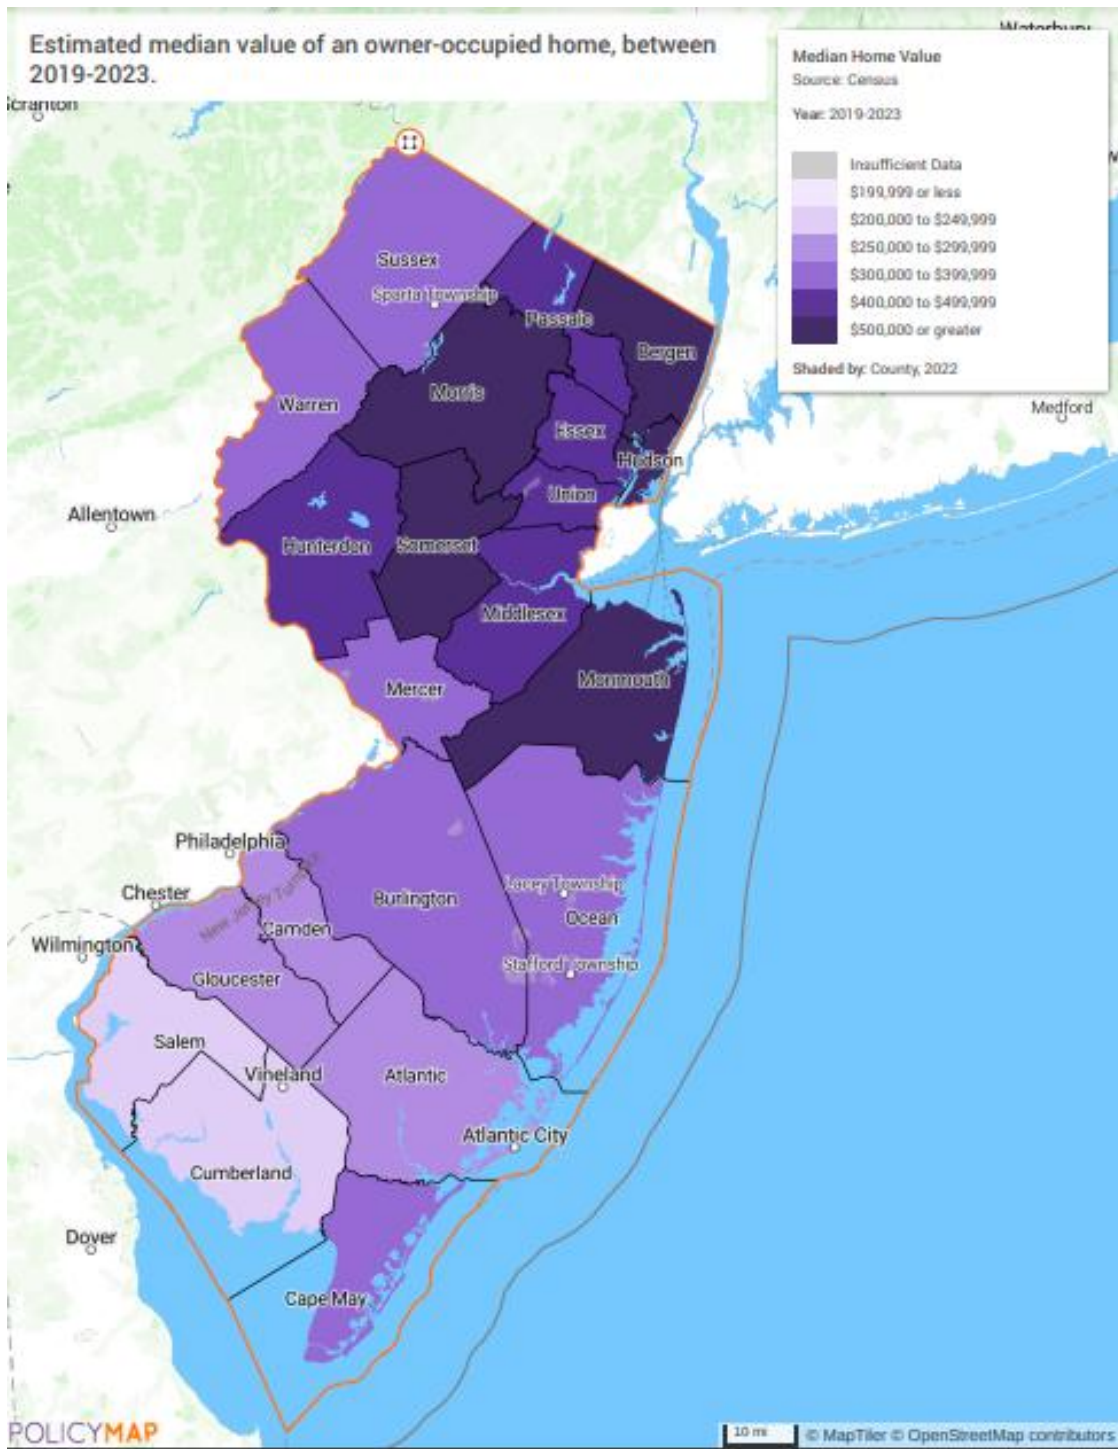 Estimated median value of an owner-occupied home, between
2019-2023.
Waterbury
Median Home Value
Source: Census
Year: 2019-2023
Insufficient Data
$199,999 or less
$200,000 to $249,999
$250,000 to $299,999
$300,000 to $399,999
$400,000 to $499,999
$500,000 or greater
Shaded by: County, 2022
Scranton
Sussex
Sparta Township
Passaic
Bergen
Morris
Warren
Medford
Essex
Hudson
Union
Allentown
Hunterdon
Somerset
Middlesex
Mercer
Monmouth
Philadelphia
Chester
New Jersey Turnpike
Lacey Township
Burlington
Ocean
Camden
Wilmington
Stafford Township
Gloucester
Salem
Vineland
Atlantic
Atlantic City
Cumberland
Dover
Cape May
POLICYMAP
10 mi
© MapTiler © OpenStreetMap contributors